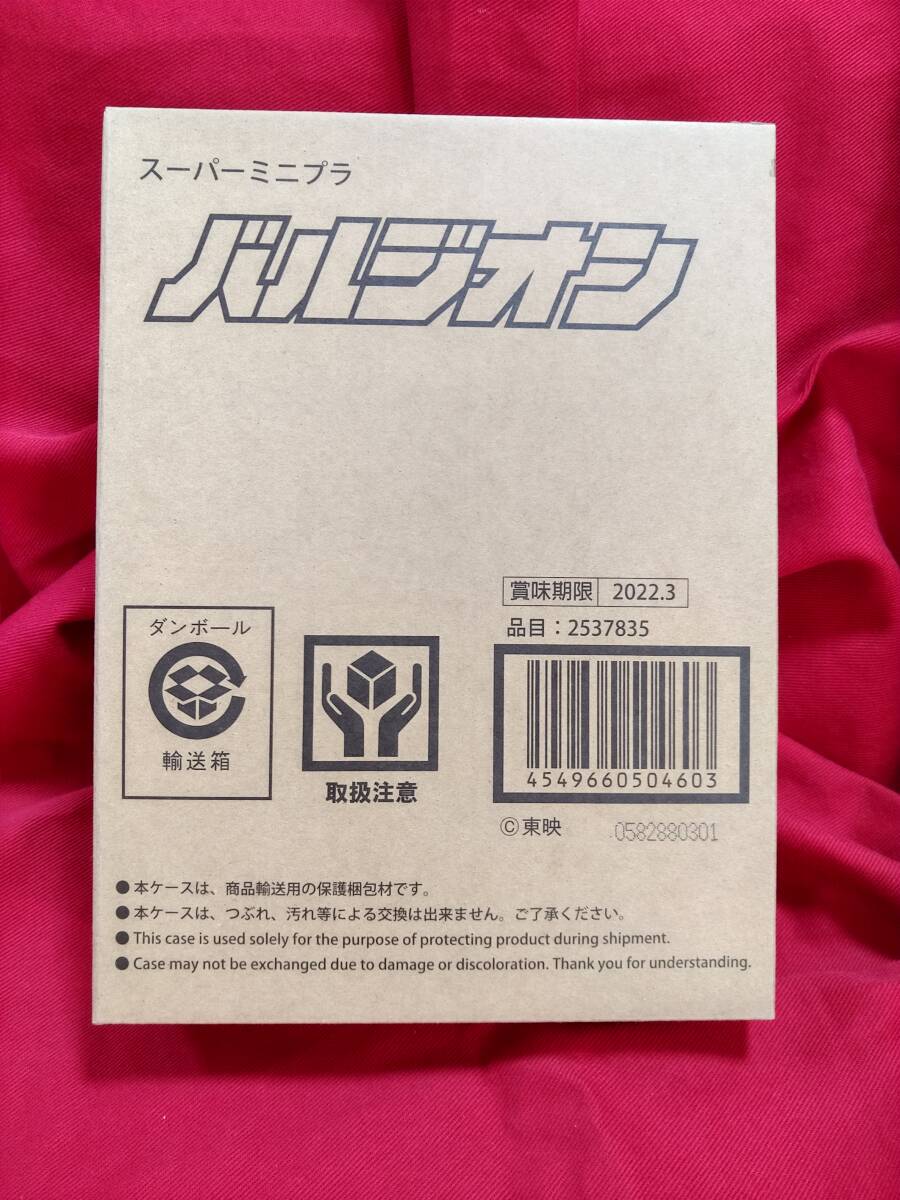 スーパーミニプラ
バルジオン
賞味期限 2022.3
品目：2537835
ダンボール
輸送箱
取扱注意
4549660504603
©東映 0582880301
●本ケースは、商品輸送用の保護梱包材です。
●本ケースは、つぶれ、汚れ等による交換は出来ません。ご了承ください。
●This case is used solely for the purpose of protecting product during shipment.
●Case may not be exchanged due to damage or discoloration. Thank you for understanding.